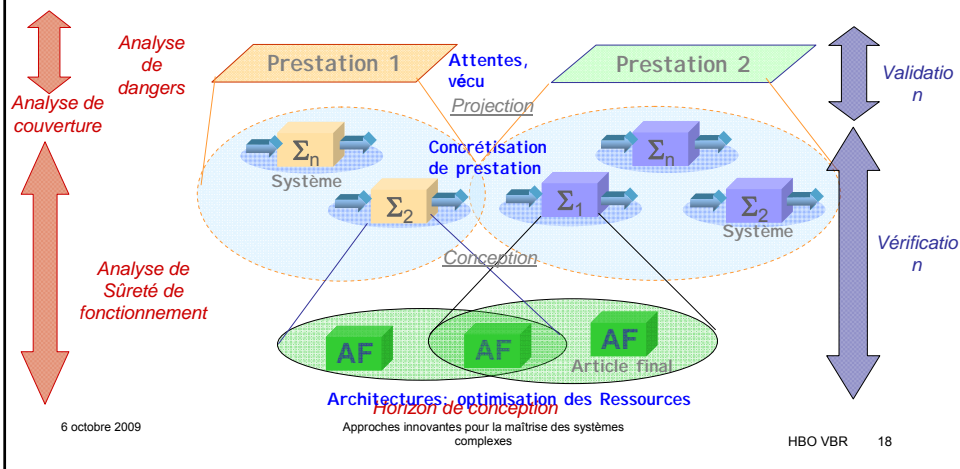 Analyse
de
dangers
Analyse de
couverture
Analyse de
Sûreté de
fonctionnement
Prestation 1
Attentes,
vécu
Projection
Prestation 2
Σn
Système
Σ2
Concrétisation
de prestation
Σn
Σ1
Σ2
Système
Conception
AF
AF
AF
Article final
Architectures: optimisation des Ressources
Horizon de conception
Validatio
n
Vérificatio
n
6 octobre 2009
Approches innovantes pour la maîtrise des systèmes
complexes
HBO VBR 18